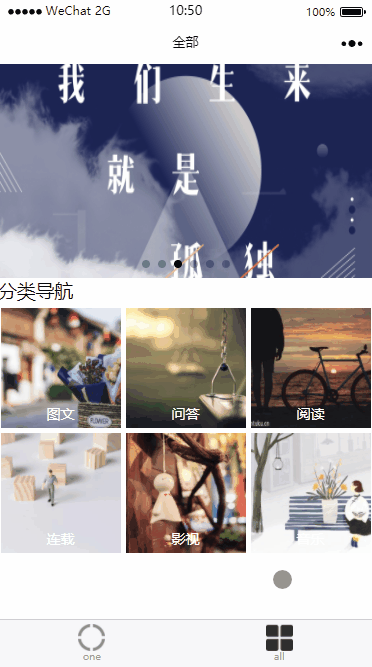 WeChat 2G
10:50
100%
全部
我们生来
就是
孤独
分类导航
图文
问答
阅读
连载
影视
one
all